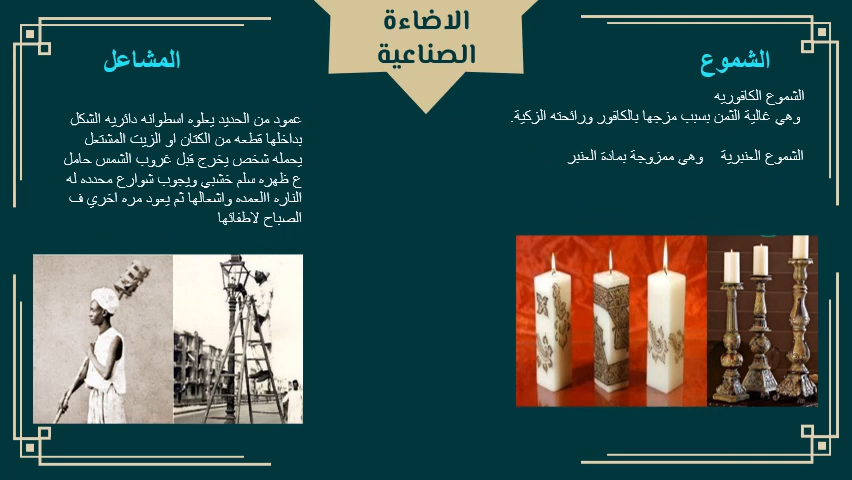 الاضاءة
الصناعية
الشموع
الشموع الكافوريه
وهي غالية الثمن بسبب مزجها بالكافور ورائحته الزكية.
الشموع العنبرية وهي ممزوجة بمادة العنبر
المشاعل
عمود من الحديد يعلوه اسطوانه دائريه الشكل
بداخلها قطعه من الكتان او الزيت المشتعل
يحمله شخص يخرج قبل غروب الشمس حامل
ع ظهره سلم خشبي ويجوب شوارع محدده له
الناره االعمده واشعالها ثم يعود مره اخري ف
الصباح لاطفائها